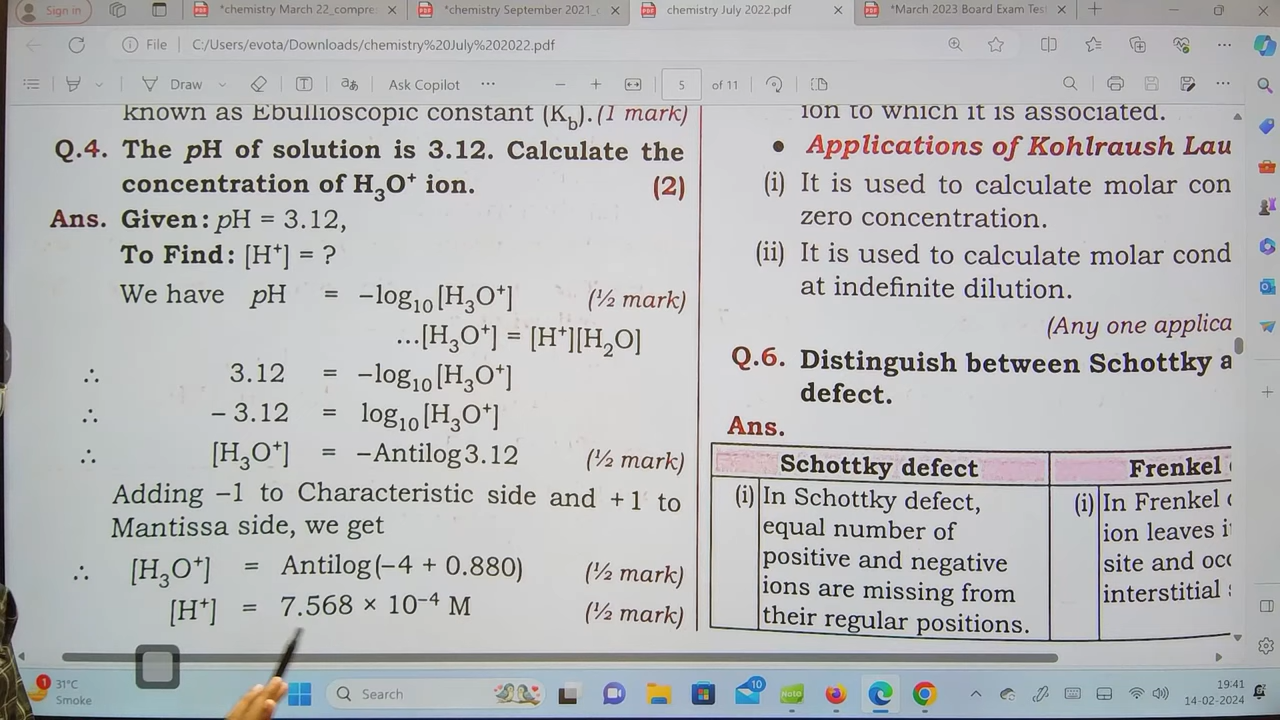 Sign in
*chemistry March 22_compre
*chemistry September 2021_c
chemistry July 2022.pdf
*March 2023 Board Exam Test
File
C:/Users/evota/Downloads/chemistry%20July%202022.pdf
Draw
Ask Copilot
5
of 11
known as Ebullioscopic constant (Kb). (1 mark)
Q.4. The pH of solution is 3.12. Calculate the
concentration of H₃O⁺ ion. (2)
Ans. Given: pH = 3.12,
To Find: [H⁺] = ?
We have pH = –log₁₀[H₃O⁺] (½ mark)
...[H₃O⁺] = [H⁺][H₂O]
∴ 3.12 = –log₁₀[H₃O⁺]
∴ – 3.12 = log₁₀[H₃O⁺]
∴ [H₃O⁺] = –Antilog 3.12 (½ mark)
Adding –1 to Characteristic side and +1 to
Mantissa side, we get
∴ [H₃O⁺] = Antilog(–4 + 0.880) (½ mark)
[H⁺] = 7.568 × 10⁻⁴ M (½ mark)
ion to which it is associated.
• Applications of Kohlraush Lau
(i) It is used to calculate molar con
zero concentration.
(ii) It is used to calculate molar cond
at indefinite dilution.
(Any one applica
Q.6. Distinguish between Schottky a
defect.
Ans.
Schottky defect
(i) In Schottky defect,
equal number of
positive and negative
ions are missing from
their regular positions.
Frenkel
(i) In Frenkel
ion leaves i
site and occ
interstitial
1
31°C
Smoke
Search
10
19:41
14-02-2024